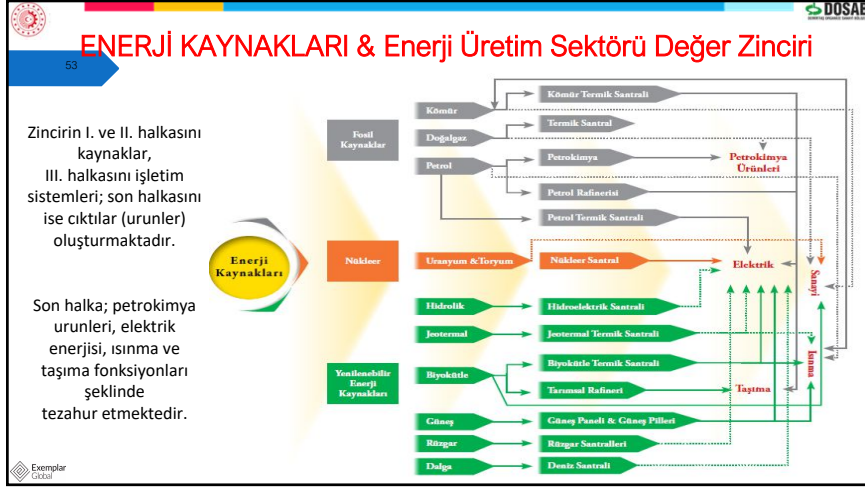 DOSAB
ENERJİ KAYNAKLARI & Enerji Üretim Sektörü Değer Zinciri
53
Zincirin I. ve II. halkasını
kaynaklar,
III. halkasını işletim
sistemleri; son halkasını
ise cıktılar (urunler)
oluşturmaktadır.
Son halka; petrokimya
urunleri, elektrik
enerjisi, ısınma ve
taşıma fonksiyonları
şeklinde
tezahur etmektedir.
Enerji
Kaynakları
Fosil
Kaynaklar
Nükleer
Yenilenebilir
Enerji
Kaynakları
Kömür
Doğalgaz
Petrol
Uranyum &Toryum
Hidrolik
Jeotermal
Biyokütle
Güneş
Rüzgar
Dalga
Kömür Termik Santrali
Termik Santral
Petrokimya
Petrol Rafinerisi
Petrol Termik Santrali
Nükleer Santral
Hidroelektrik Santrali
Jeotermal Termik Santrali
Biyokütle Termik Santrali
Tarımsal Rafineri
Güneş Paneli & Güneş Pilleri
Rüzgar Santralleri
Deniz Santrali
Petrokimya
Ürünleri
Elektrik
Taşıma
Sanayi
Isınma
Exemplar
Global